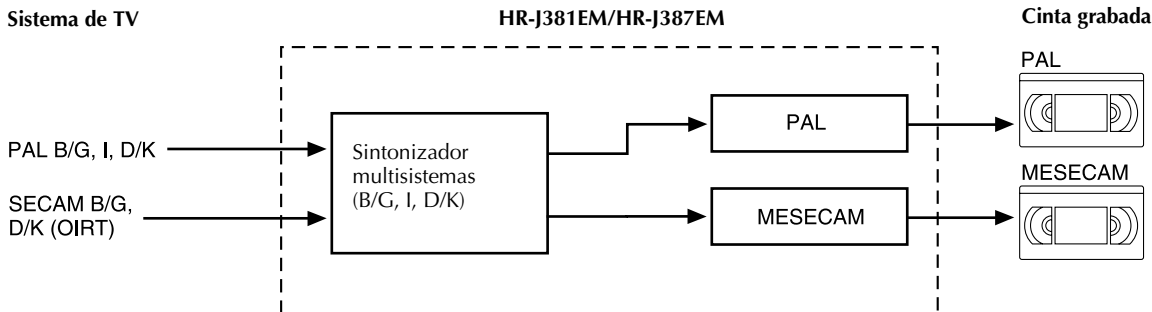 Sistema de TV
HR-J381EM/HR-J387EM
Cinta grabada
PAL
PAL B/G, I, D/K
Sintonizador
multisistemas
(B/G, I, D/K)
PAL
SECAM B/G,
D/K (OIRT)
MESECAM
MESECAM